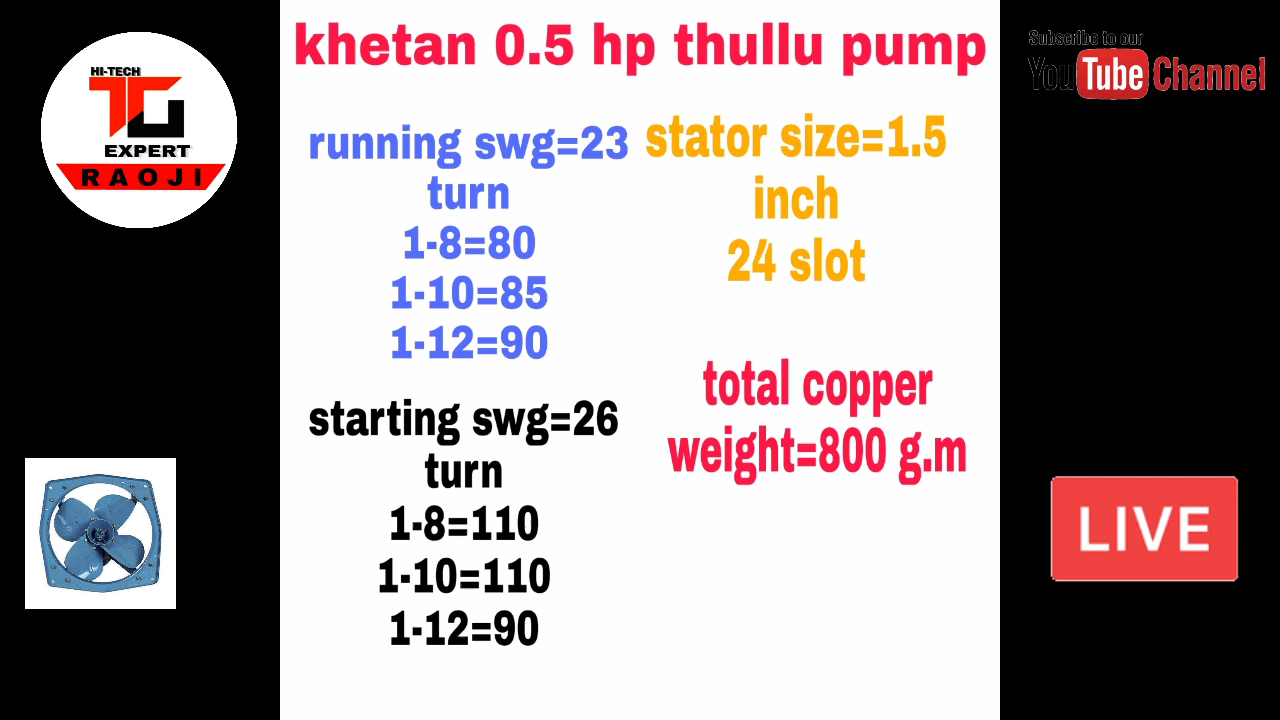 khetan 0.5 hp thullu pump
HI-TECH
TG
EXPERT
RAOJI
Subscribe to our
YouTube Channel
running swg=23
turn
1-8=80
1-10=85
1-12=90
stator size=1.5
inch
24 slot
starting swg=26
turn
1-8=110
1-10=110
1-12=90
total copper
weight=800 g.m
LIVE